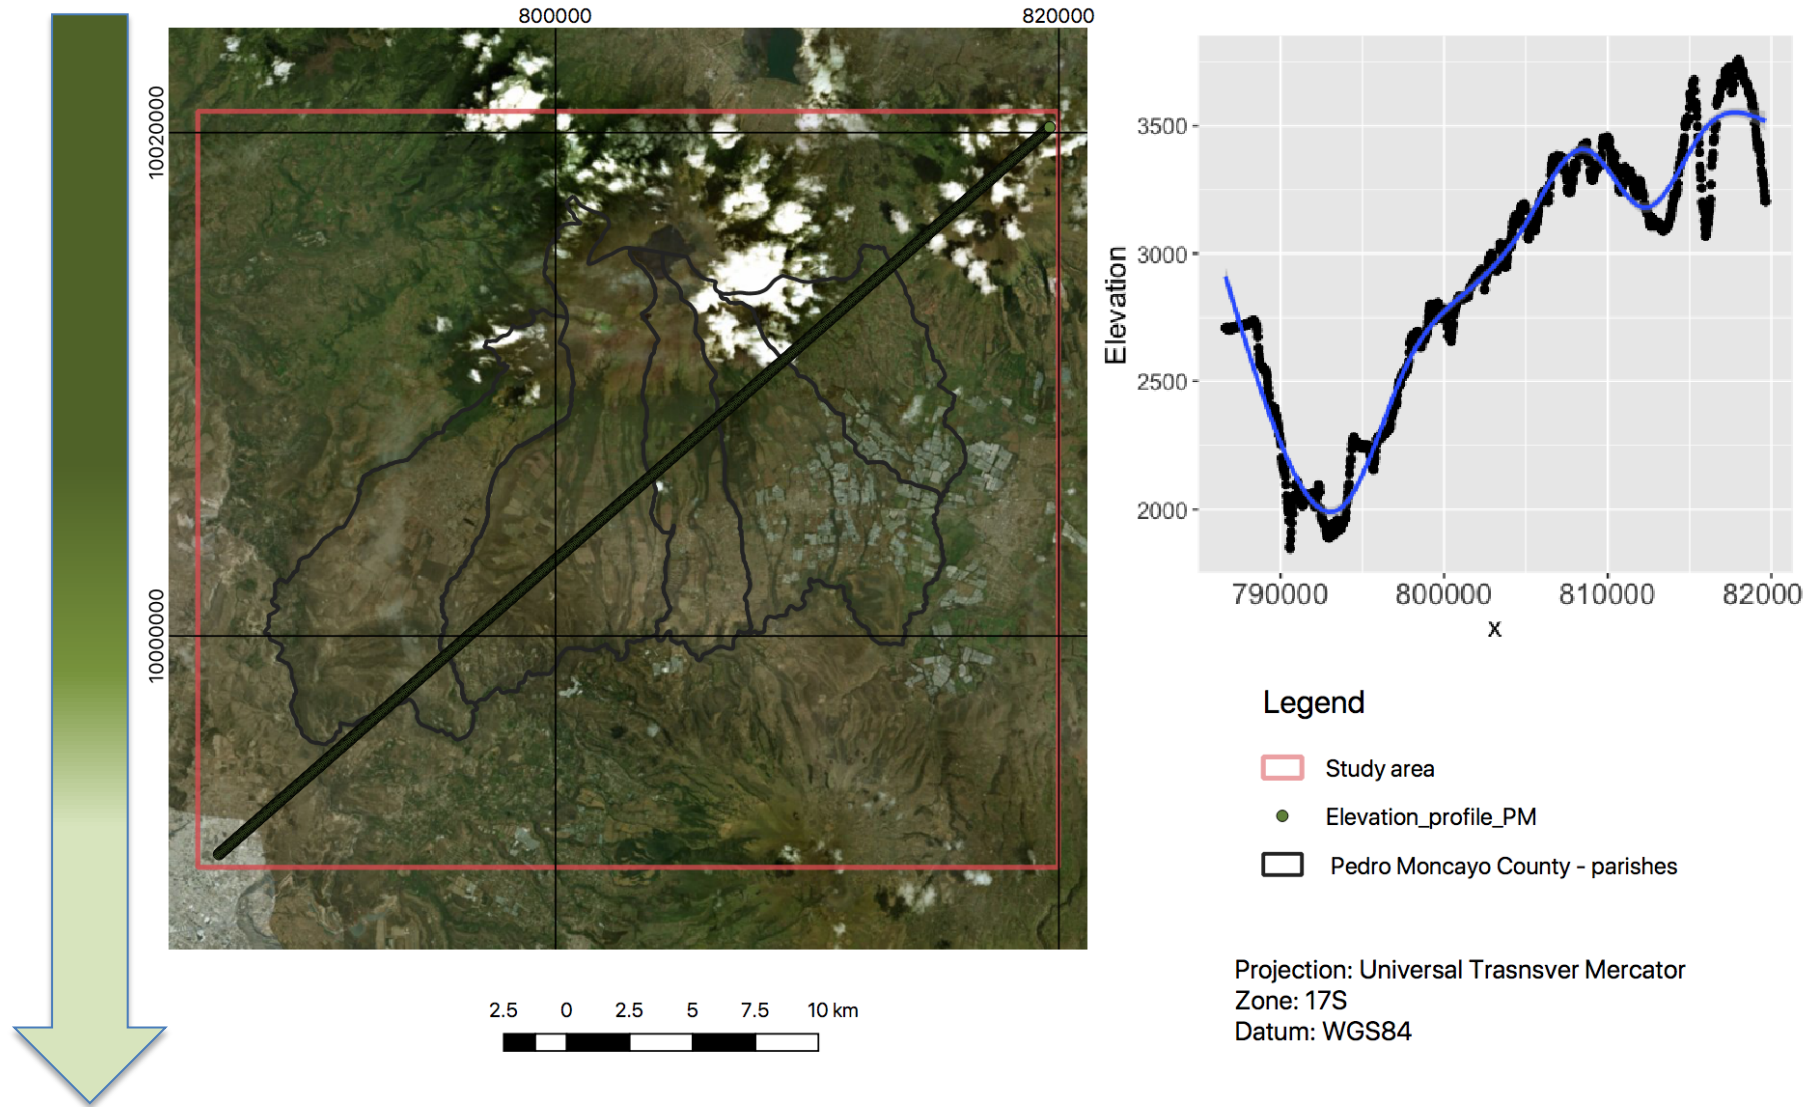 800000 820000
10020000
10000000
2.5 0 2.5 5 7.5 10 km
Elevation
3500
3000
2500
2000
790000 800000 810000 82000
x
Legend
Study area
Elevation_profile_PM
Pedro Moncayo County - parishes
Projection: Universal Trasnsver Mercator
Zone: 17S
Datum: WGS84